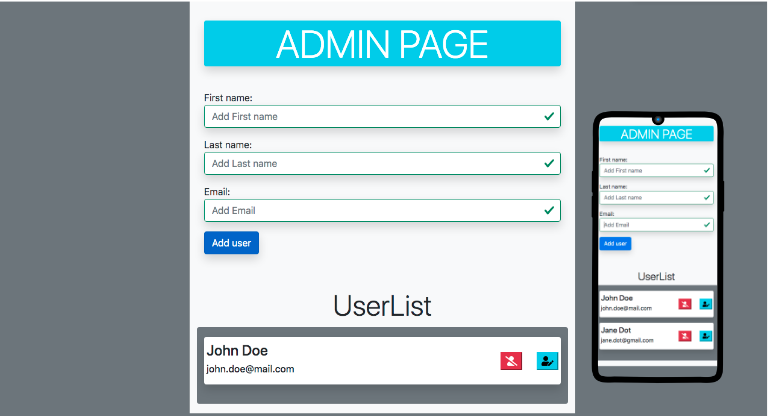 ADMIN PAGE
First name:
Add First name
Last name:
Add Last name
Email:
Add Email
Add user
UserList
John Doe
john.doe@mail.com
ADMIN PAGE
First name:
Add First name
Last name:
Add Last name
Email:
Add Email
Add user
UserList
John Doe
john.doe@mail.com
Jane Dot
jane.dot@gmail.com